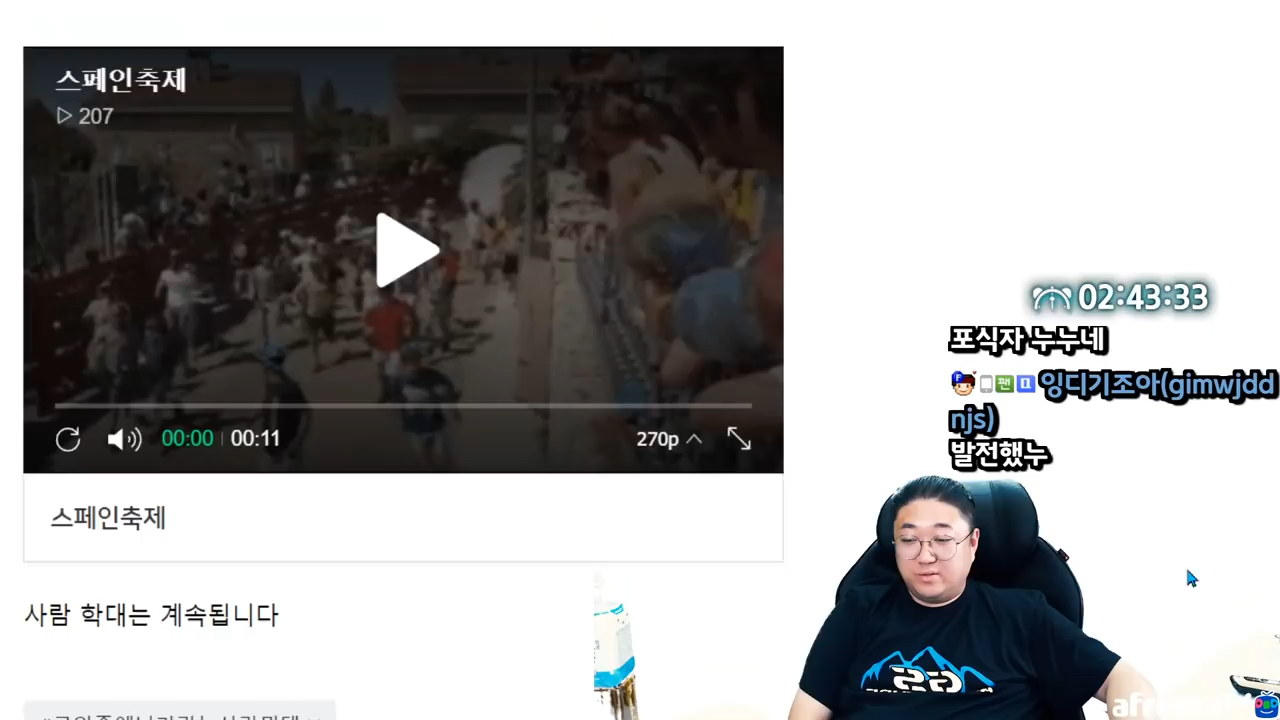 스페인축제
207
00:00 00:11
270p
스페인축제
사람 학대는 계속됩니다
02:43:33
포식자 누누네
잉디기조아(gimwjdd
njs)
발전했누